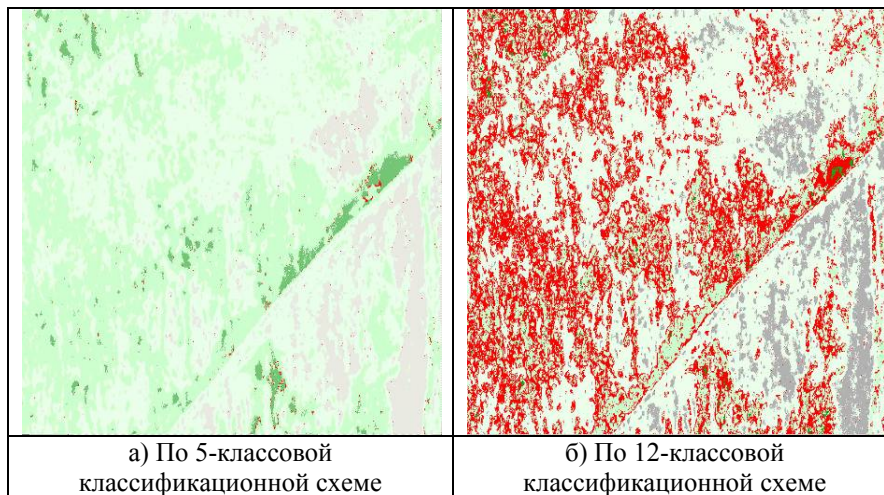 а) По 5-классовой
классификационной схеме
б) По 12-классовой
классификационной схеме